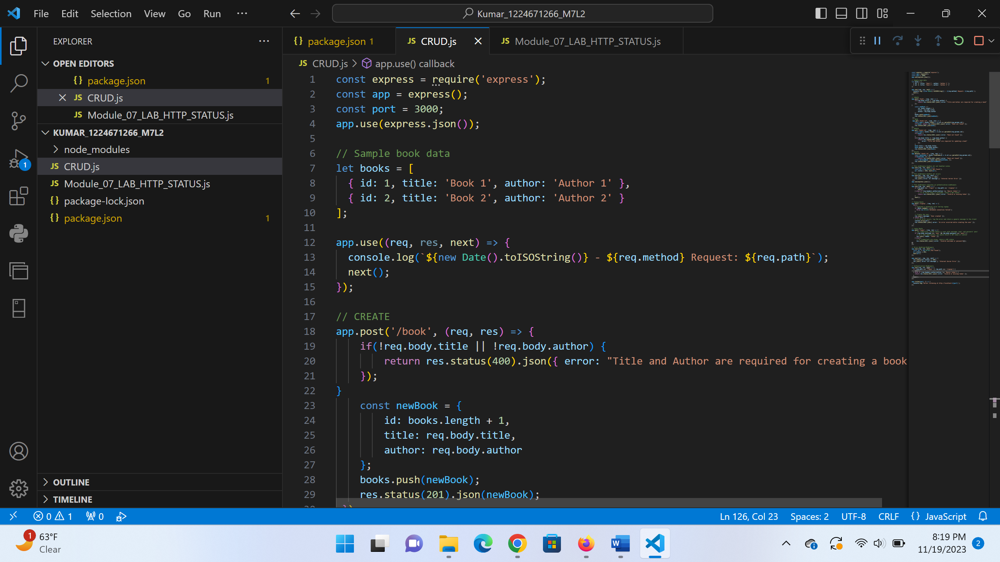 File Edit Selection View Go Run ···
Kumar_1224671266_M7L2
EXPLORER
OPEN EDITORS
{} package.json 1
JS CRUD.js
JS Module_07_LAB_HTTP_STATUS.js
KUMAR_1224671266_M7L2
node_modules
JS CRUD.js
JS Module_07_LAB_HTTP_STATUS.js
{} package-lock.json
{} package.json 1
OUTLINE
TIMELINE
1
{} package.json 1
JS CRUD.js
JS Module_07_LAB_HTTP_STATUS.js
JS CRUD.js > app.use() callback
1 const express = require('express');
2 const app = express();
3 const port = 3000;
4 app.use(express.json());
5
6 // Sample book data
7 let books = [
8 { id: 1, title: 'Book 1', author: 'Author 1' },
9 { id: 2, title: 'Book 2', author: 'Author 2' }
10 ];
11
12 app.use((req, res, next) => {
13 console.log(`${new Date().toISOString()} - ${req.method} Request: ${req.path}`);
14 next();
15 });
16
17 // CREATE
18 app.post('/book', (req, res) => {
19 if(!req.body.title || !req.body.author) {
20 return res.status(400).json({ error: "Title and Author are required for creating a book
21 });
22 }
23 const newBook = {
24 id: books.length + 1,
25 title: req.body.title,
26 author: req.body.author
27 };
28 books.push(newBook);
29 res.status(201).json(newBook);
0 1 0
Ln 126, Col 23 Spaces: 2 UTF-8 CRLF {} JavaScript
1
63°F
Clear
W
8:19 PM
11/19/2023
2